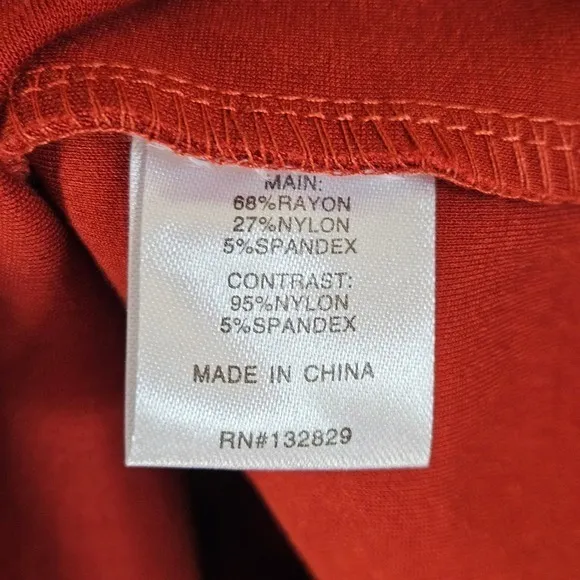 MAIN:
68%RAYON
27%NYLON
5%SPANDEX
CONTRAST:
95%NYLON
5%SPANDEX
MADE IN CHINA
RN#132829